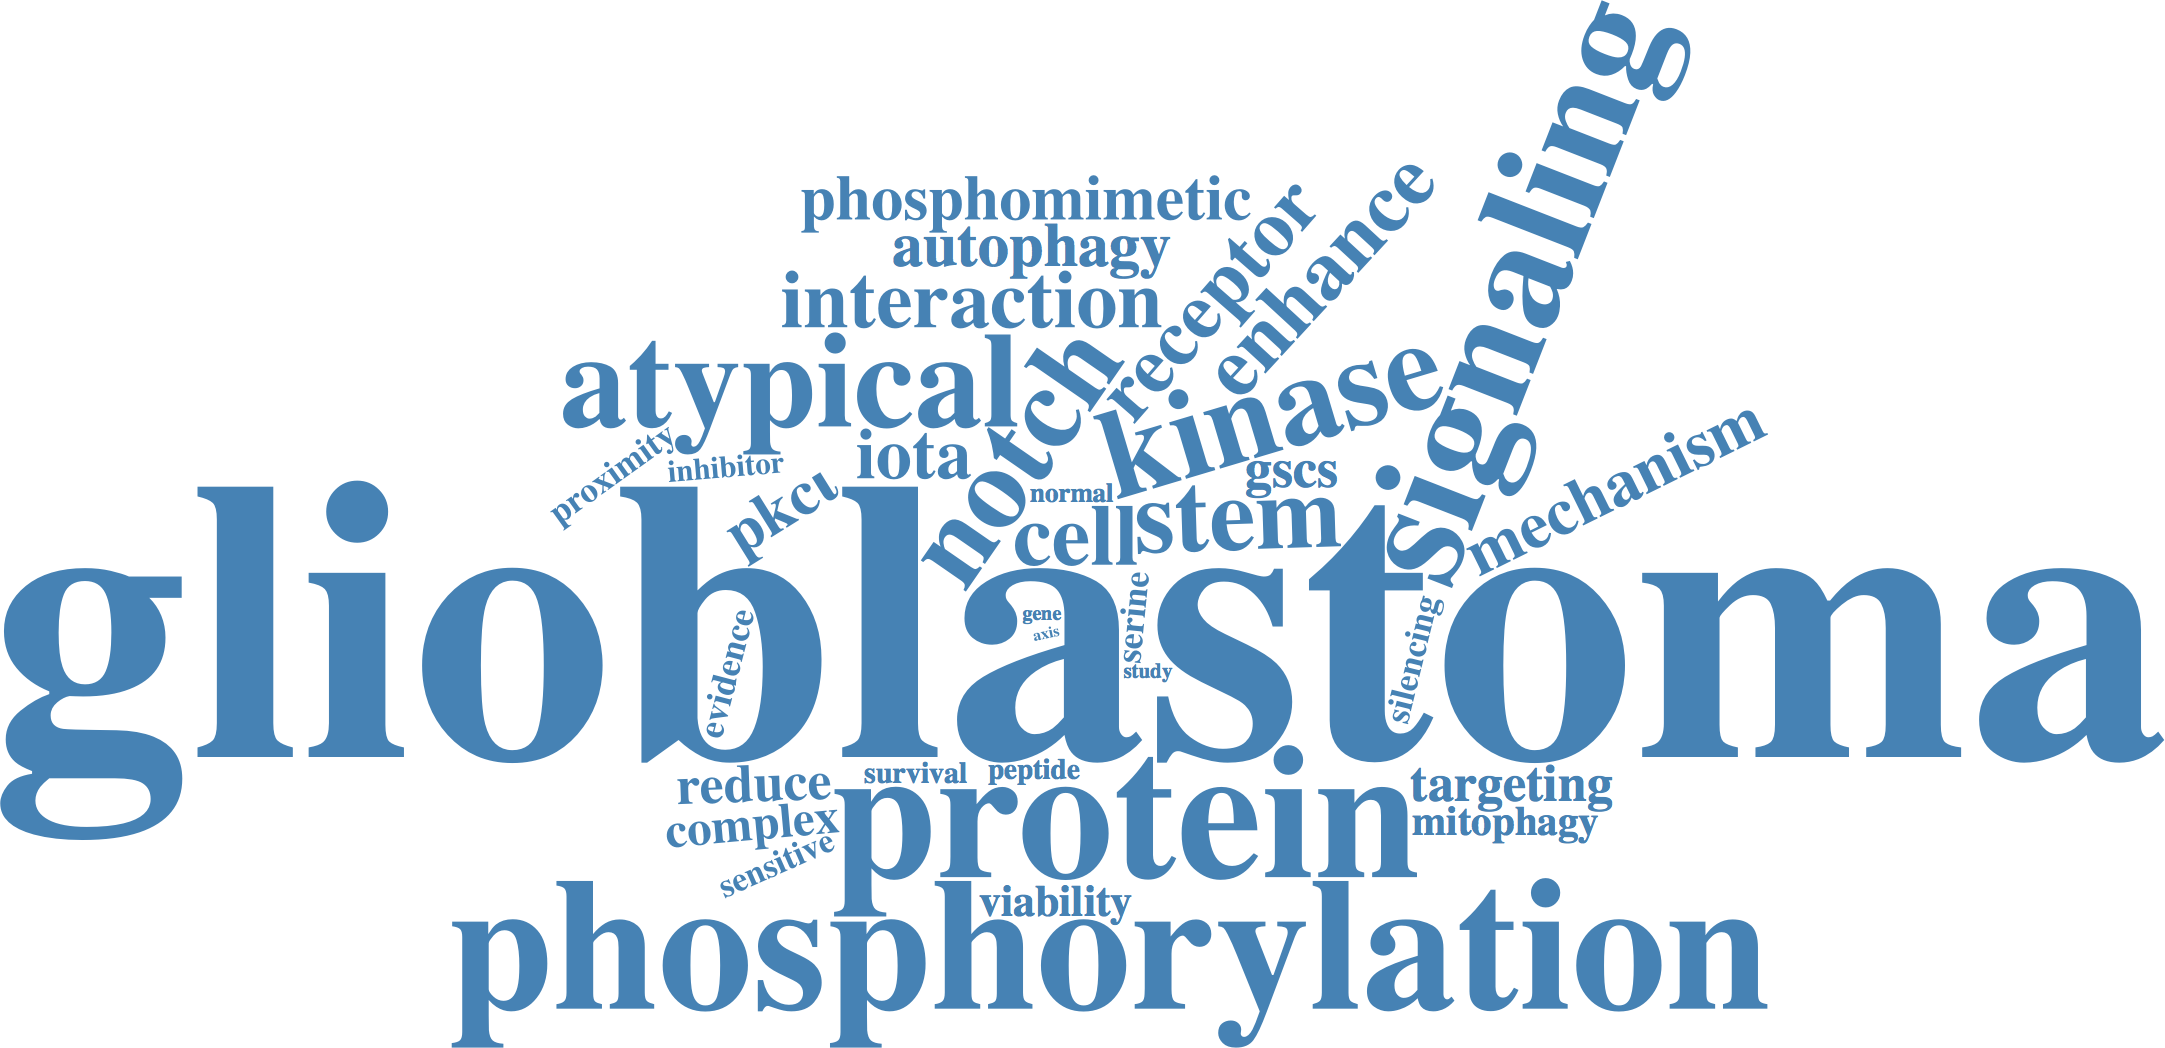 signaling
phosphomimetic
receptor
enhance
autophagy
interaction
atypical
notch
kinase
proximity
inhibitor
iota
gscs
mechanism
pkcι
normal
cell
stem
glioblastoma
serine
gene
axis
evidence
study
silencing
reduce
survival
peptide
protein
targeting
complex
mitophagy
sensitive
viability
phosphorylation